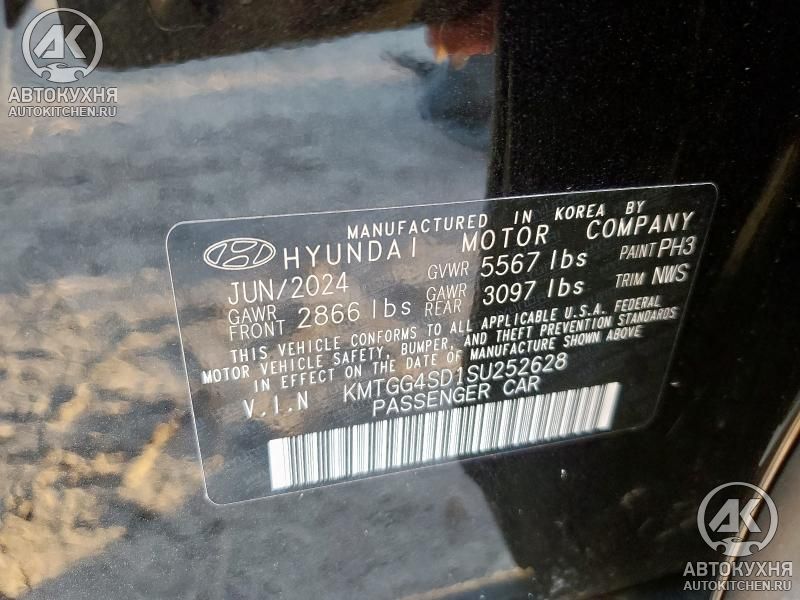 АВТОКУХНЯ
AUTOKITCHEN.RU
MANUFACTURED IN KOREA BY
HYUNDAI MOTOR COMPANY
JUN/2024 GVWR 5567 lbs PAINT PH3
GAWR FRONT 2866 lbs GAWR REAR 3097 lbs TRIM NWS
THIS VEHICLE CONFORMS TO ALL APPLICABLE U.S.A. FEDERAL
MOTOR VEHICLE SAFETY, BUMPER, AND THEFT PREVENTION STANDARDS
IN EFFECT ON THE DATE OF MANUFACTURE SHOWN ABOVE.
V.I.N KMTGG4SD1SU252628
PASSENGER CAR
АВТОКУХНЯ
AUTOKITCHEN.RU